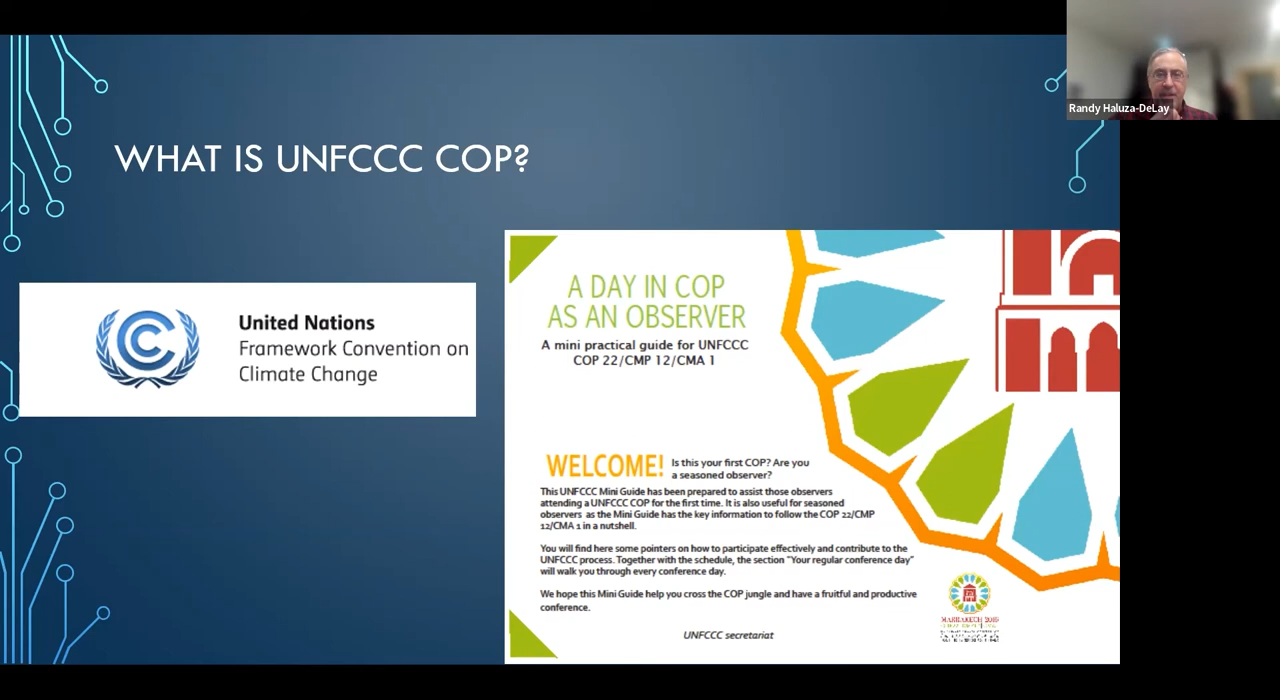 Randy Haluza-DeLay
WHAT IS UNFCCC COP?
United Nations
Framework Convention on
Climate Change
A DAY IN COP
AS AN OBSERVER
A mini practical guide for UNFCCC
COP 22/CMP 12/CMA 1
WELCOME! Is this your first COP? Are you
a seasoned observer?
This UNFCCC Mini Guide has been prepared to assist those observers
attending a UNFCCC COP for the first time. It is also useful for seasoned
observers as the Mini Guide has the key information to follow the COP 22/CMP
12/CMA 1 in a nutshell.
You will find here some pointers on how to participate effectively and contribute to the
UNFCCC process. Together with the schedule, the section "Your regular conference day"
will walk you through every conference day.
We hope this Mini Guide help you cross the COP jungle and have a fruitful and productive
conference.
UNFCCC secretariat
MARRAKECH 2016